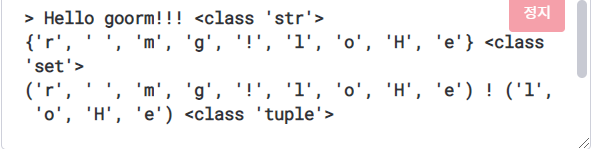 정지
> Hello goorm!!! <class 'str'>
{'r', ' ', 'm', 'g', '!', 'l', 'o', 'H', 'e'} <class
'set'>
('r', ' ', 'm', 'g', '!', 'l', 'o', 'H', 'e') ! ('l',
 'o', 'H', 'e') <class 'tuple'>